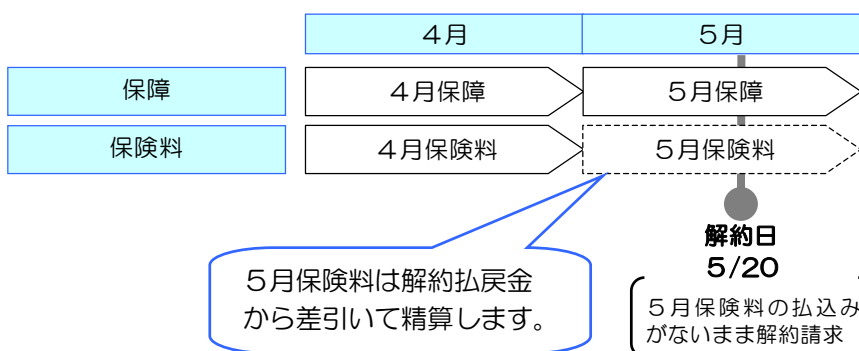 ４月
５月
保障
４月保障
５月保障
保険料
４月保険料
５月保険料
解約日
5/20
５月保険料は解約払戻金
から差引いて精算します。
５月保険料の払込み
がないまま解約請求